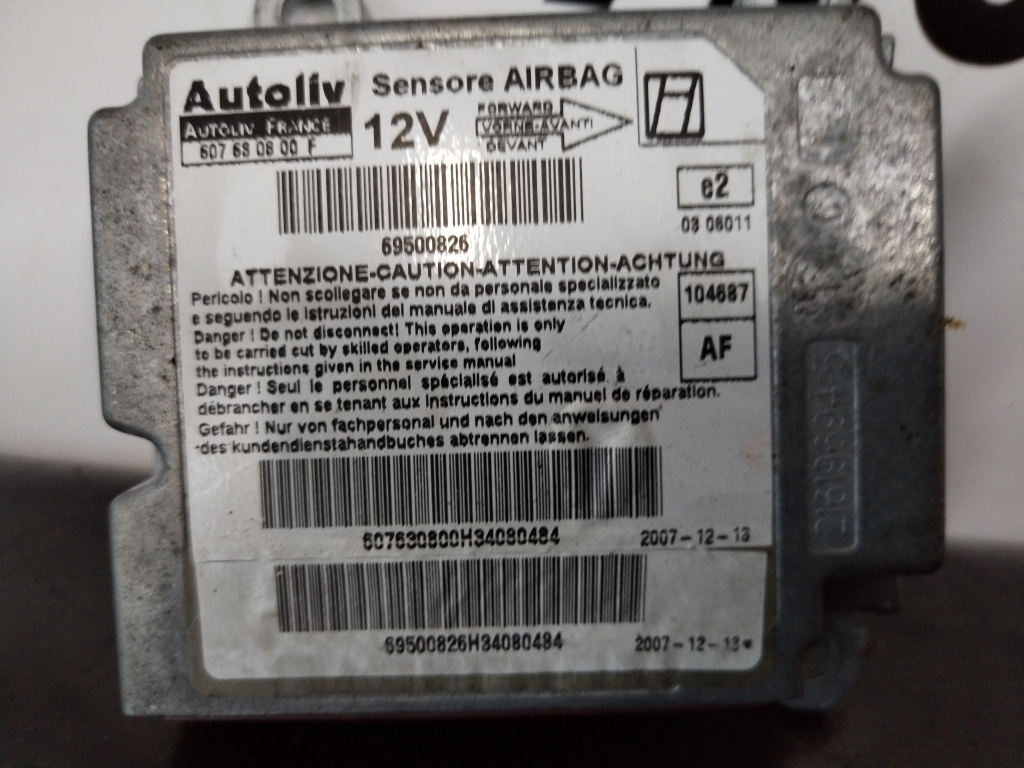 Autoliv
AUTOLIV FRANCE
607 63 08 00 F
Sensore AIRBAG
12V
FORWARD
VORNE-AVANTI
DEVANT
H
e2
03 06011
69500826
ATTENZIONE-CAUTION-ATTENTION-ACHTUNG
Pericolo ! Non scollegare se non da personale specializzato
e seguendo le istruzioni del manuale di assistenza tecnica.
Danger ! Do not disconnect! This operation is only
to be carried out by skilled operators, following
the instructions given in the service manual
Danger ! Seul le personnel spécialisé est autorisé à
débrancher en se tenant aux instructions du manuel de réparation.
Gefahr ! Nur von fachpersonal und nach den anweisungen
-des kundendienstahandbuches abtrennen lassen.
104687
AF
607630800H34080484
2007-12-13
69500826H34080484
2007-12-13